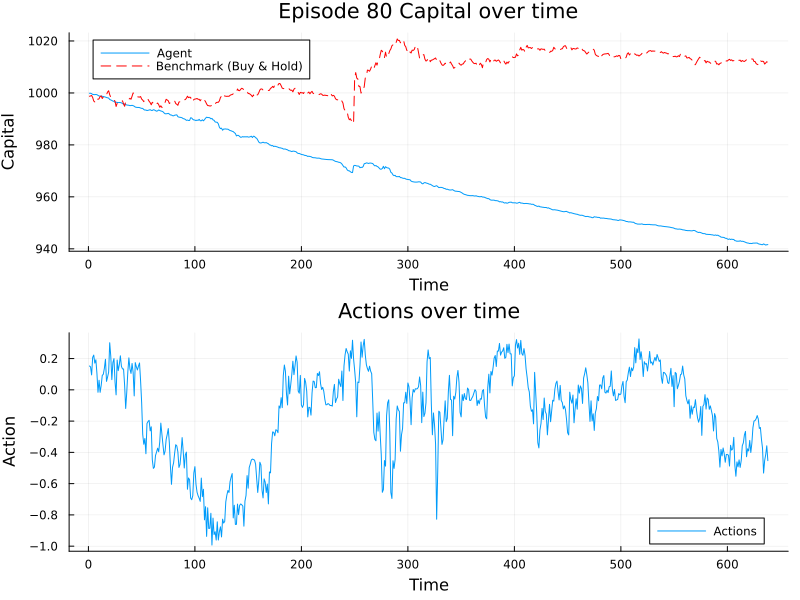 Episode 80 Capital over time
Capital
1020
1000
980
960
940
Agent
Benchmark (Buy & Hold)
0 100 200 300 400 500 600
Time
Actions over time
Action
0.2
0.0
−0.2
−0.4
−0.6
−0.8
−1.0
Actions
0 100 200 300 400 500 600
Time